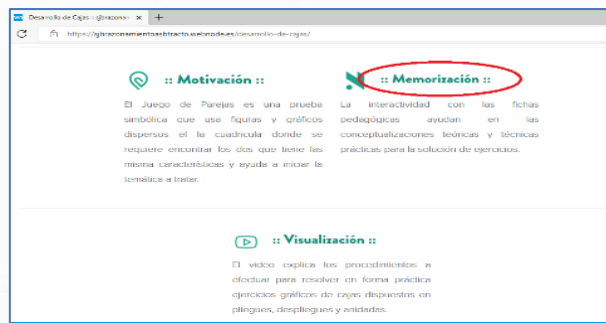 Desarrollo de Cajas :: gbrazonam
https://gbrazonamientoasbtracto.webnode.es/desarrollo-de-cajas/
:: Motivación ::
:: Memorización ::
El Juego de Parejas es una prueba
simbólica que usa figuras y gráficos
dispersos el la cuadricula donde se
requiere encontrar los dos que tiene las
misma características y ayuda a iniciar la
temática a tratar.
La interactividad con las fichas
pedagógicas ayudan en las
conceptualizaciones teóricas y técnicas
prácticas para la solución de ejercicios.
:: Visualización ::
El video explica los procedimientos a
efectuar para resolver en forma práctica
ejercicios gráficos de cajas dispuestos en
pliegues, despliegues y anidadas.